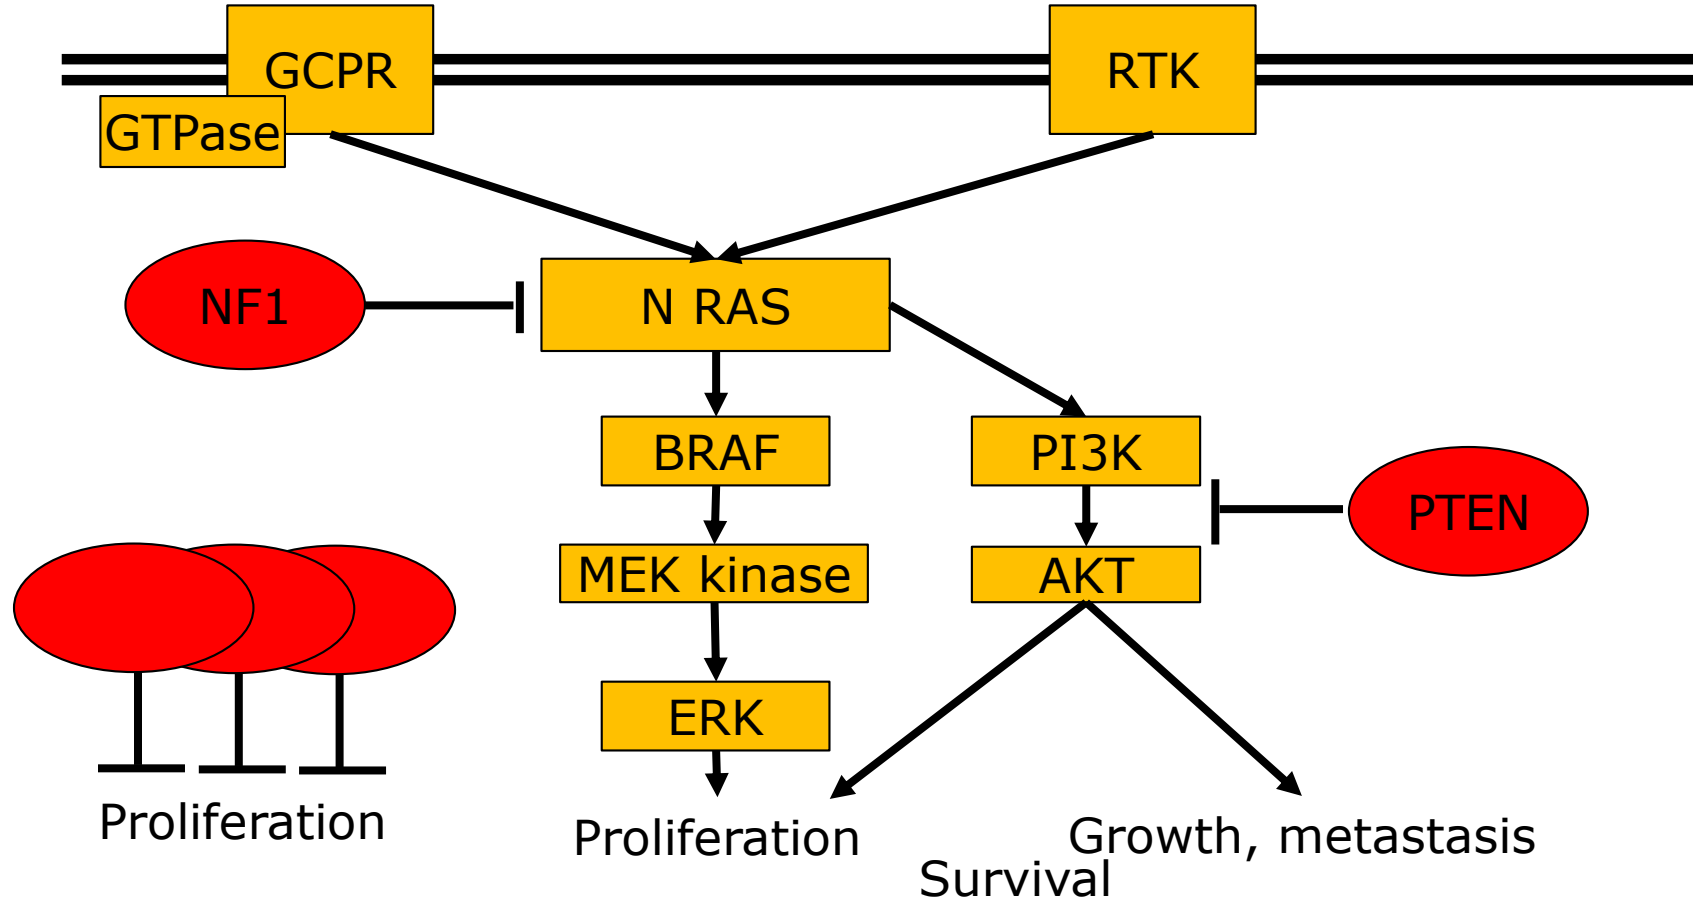 GCPR
RTK
GTPase
NF1
N RAS
BRAF
PI3K
PTEN
MEK kinase
AKT
ERK
Proliferation
Proliferation
Growth, metastasis
Survival